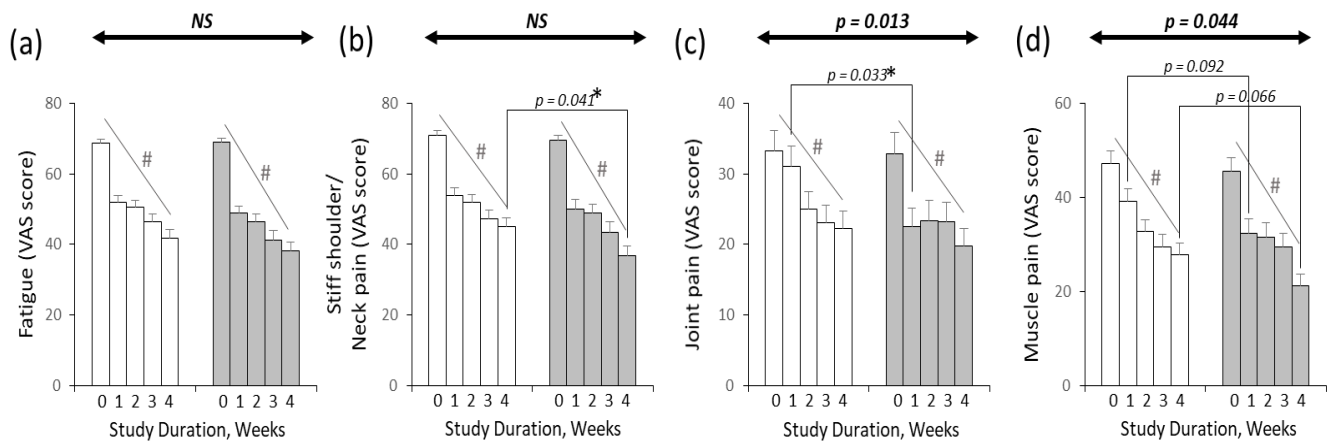 NS
NS
p = 0.013
p = 0.044
(a)
(b)
(c)
(d)
p = 0.041*
p = 0.033*
p = 0.092
p = 0.066
Fatigue (VAS score)
80
60
40
20
0
#
#
0 1 2 3 4
0 1 2 3 4
Study Duration, Weeks
Stiff shoulder/
Neck pain (VAS score)
80
60
40
20
0
#
#
0 1 2 3 4
0 1 2 3 4
Study Duration, Weeks
Joint pain (VAS score)
40
30
20
10
0
#
#
0 1 2 3 4
0 1 2 3 4
Study Duration, Weeks
Muscle pain (VAS score)
60
40
20
0
#
#
0 1 2 3 4
0 1 2 3 4
Study Duration, Weeks